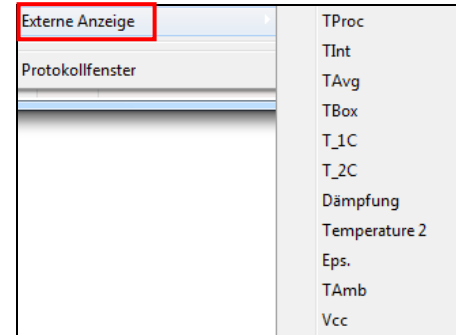 Externe Anzeige
Protokollfenster
TProc
TInt
TAvg
TBox
T_1C
T_2C
Dämpfung
Temperature 2
Eps.
TAmb
Vcc